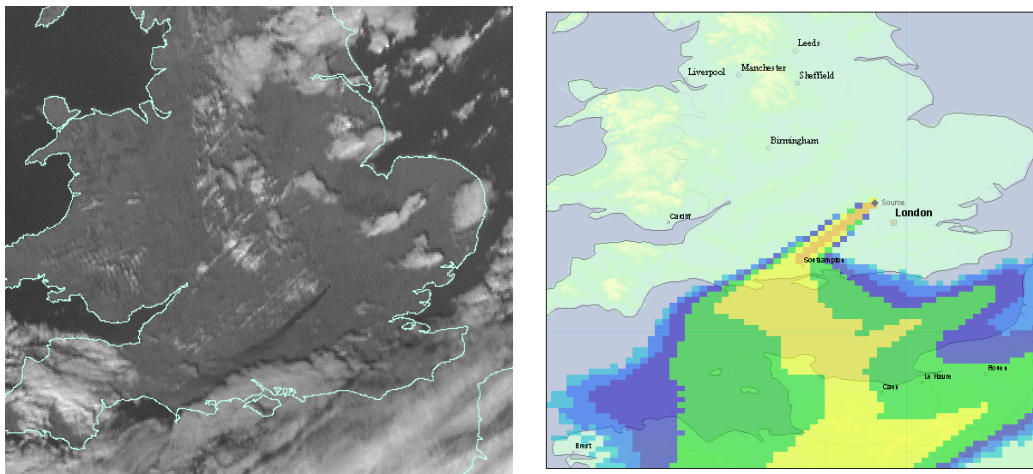 Leeds
Liverpool
Manchester
Sheffield
Birmingham
Source
London
Cardiff
Southampton
Le Havre
Rouen
Caen
Brest